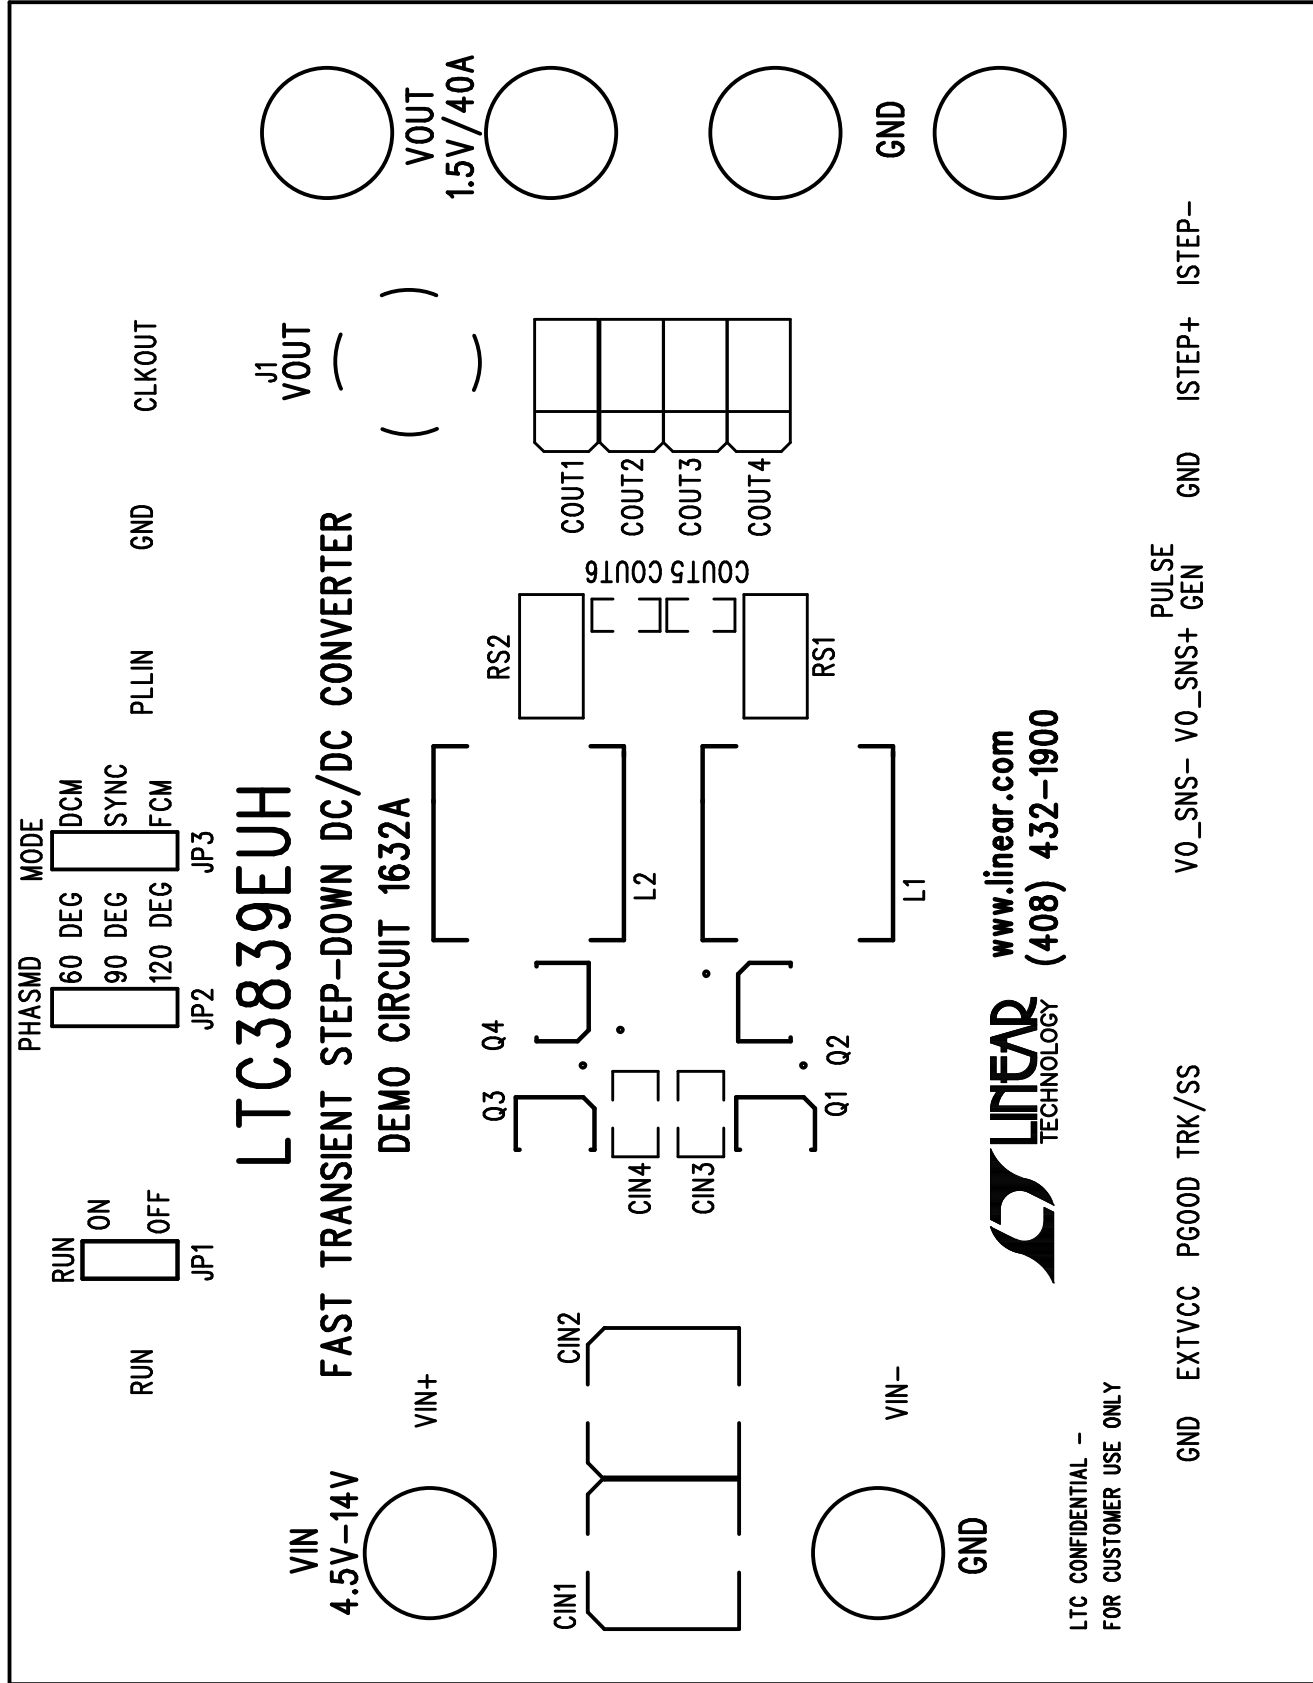 PHASMD
MODE
RUN
60 DEG
90 DEG
120 DEG
DCM
SYNC
FCM
ON
OFF
JP1
JP2
JP3
RUN
PLLIN
GND
CLKOUT
LTC3839EUH
FAST TRANSIENT STEP-DOWN DC/DC CONVERTER
DEMO CIRCUIT 1632A
J1
VOUT
VIN
4.5V-14V
VIN+
VOUT
1.5V/40A
Q3
Q4
RS2
CIN1
CIN2
COUT1
COUT2
COUT3
COUT4
COUT6
COUT5
CIN4
CIN3
L2
Q1
Q2
RS1
L1
GND
VIN-
GND
LINEAR
TECHNOLOGY
www.linear.com
(408) 432-1900
LTC CONFIDENTIAL -
FOR CUSTOMER USE ONLY
GND
EXTVCC
PGOOD
TRK/SS
VO_SNS-
VO_SNS+
PULSE
GEN
GND
ISTEP+
ISTEP-